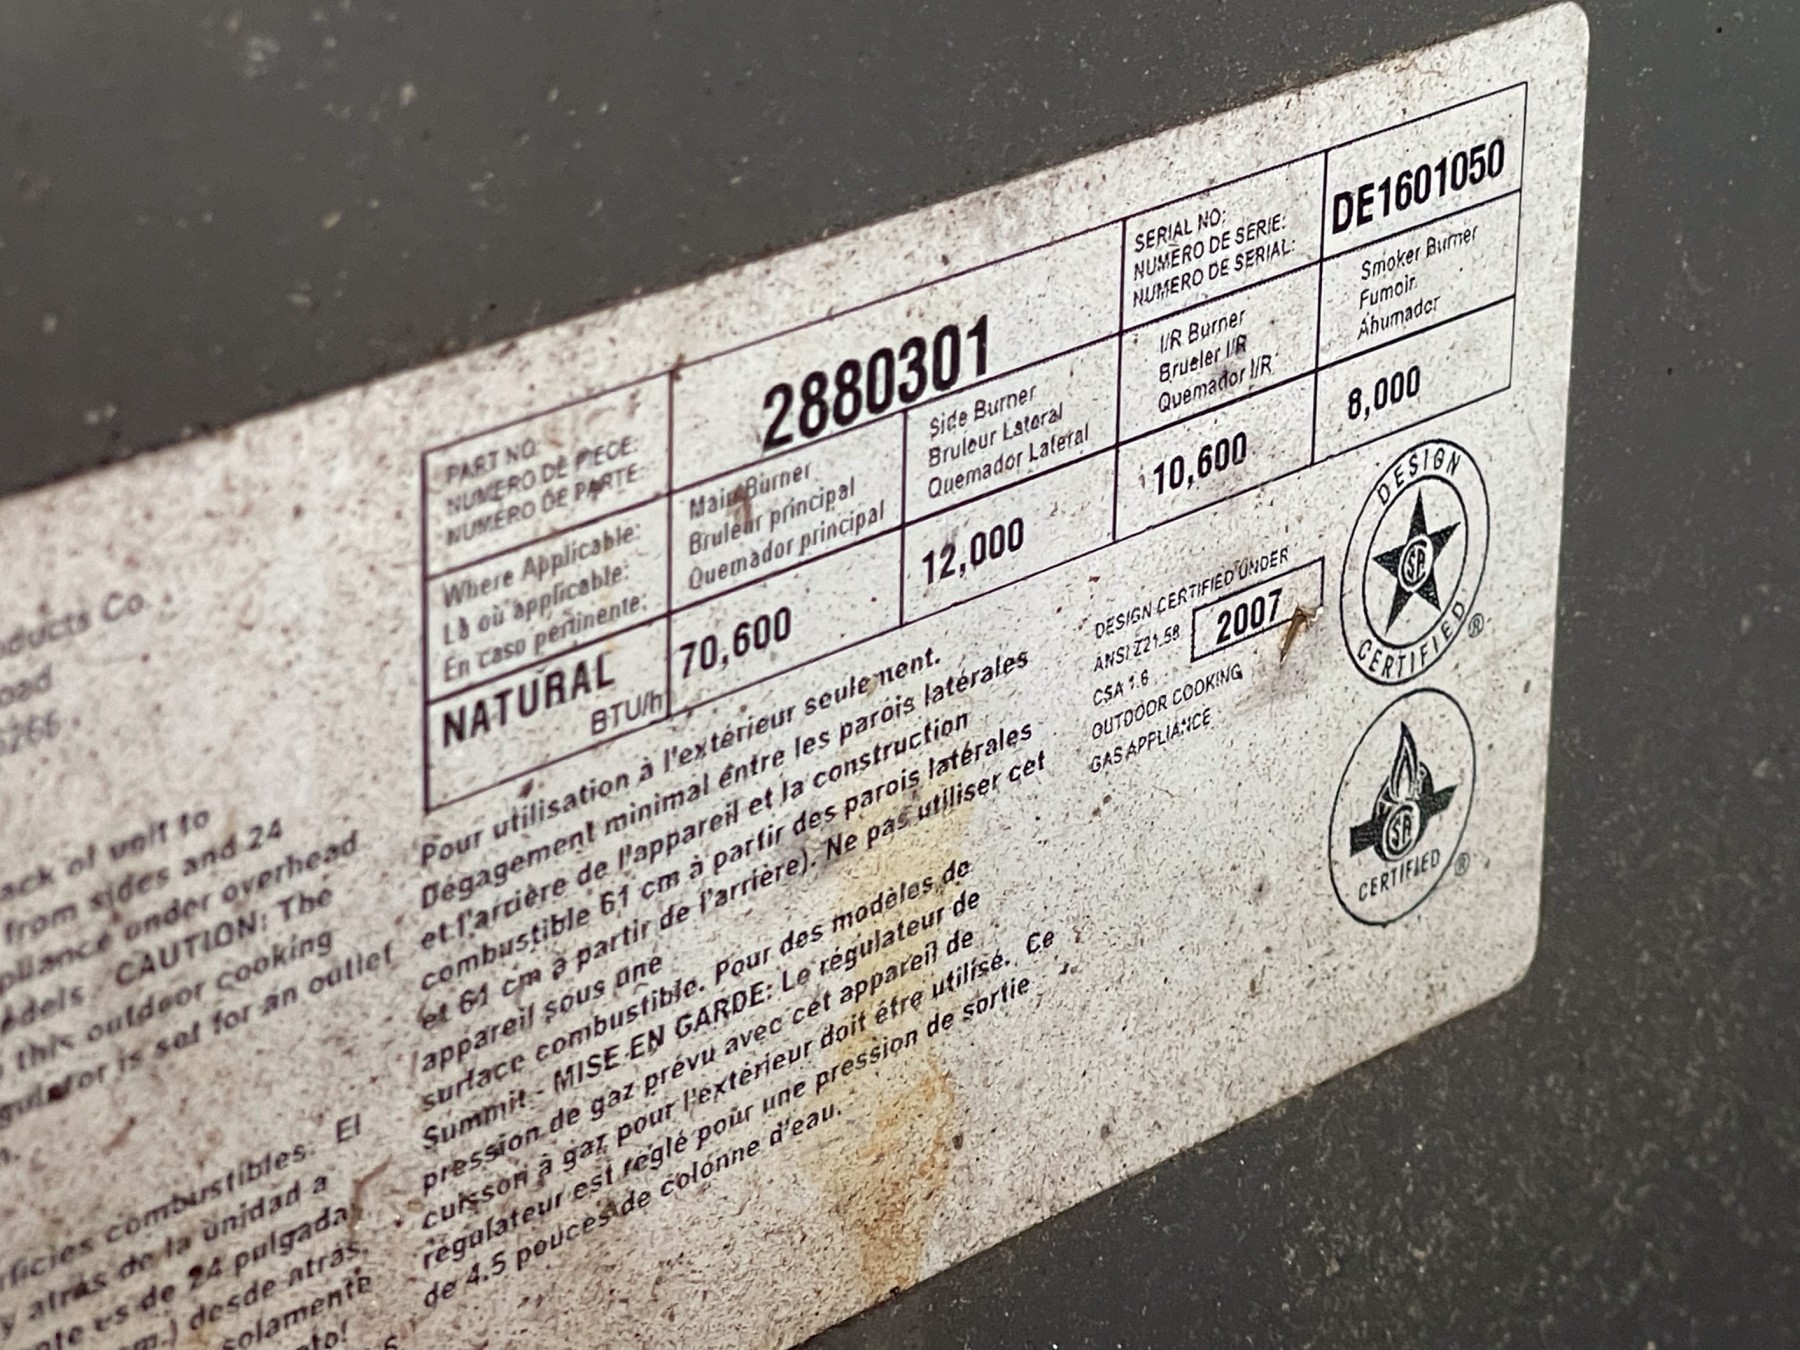 PART NO.
NUMERO DE PIECE:
NUMERO DE PARTE:
2880301
SERIAL NO:
NUMERO DE SERIE:
NUMERO DE SERIAL:
DE1601050
Where Applicable:
Là où applicable:
En caso pertinente:
Main Burner
Bruleur principal
Quemador principal
Side Burner
Bruleur Lateral
Quemador Lateral
I/R Burner
Brueler I/R
Quemador I/R
Smoker Burner
Fumoir
Ahumador
NATURAL
BTU/h
70,600
12,000
10,600
8,000
oducts Co.
oad
ack of unit to
from sides and 24
pliance under overhead
odels. CAUTION: The
this outdoor cooking
gulator is set for an outlet
rficies combustibles. El
y atrás de la unidad a
nte es de 24 pulgada
m.) desde atrás.
solamente
to!
Pour utilisation à l'extérieur seulement.
Dégagement minimal entre les parois latérales
et l'arrière de l'appareil et la construction
combustible 61 cm à partir des parois latérales
et 61 cm à partir de l'arrière). Ne pas utiliser cet
appareil sous une
surface combustible. Pour des modèles de
Summit - MISE EN GARDE: Le régulateur de
pression de gaz prévu avec cet appareil de
cuisson à gaz pour l'extérieur doit étre utilisé. Ce
régulateur est réglé pour une pression de sortie
de 4.5 pouces de colonne d'eau.
DESIGN CERTIFIED UNDER
ANSI Z21.58
2007
CSA 1.6
OUTDOOR COOKING
GAS APPLIANCE
DESIGN
CERTIFIED
®
CERTIFIED
®